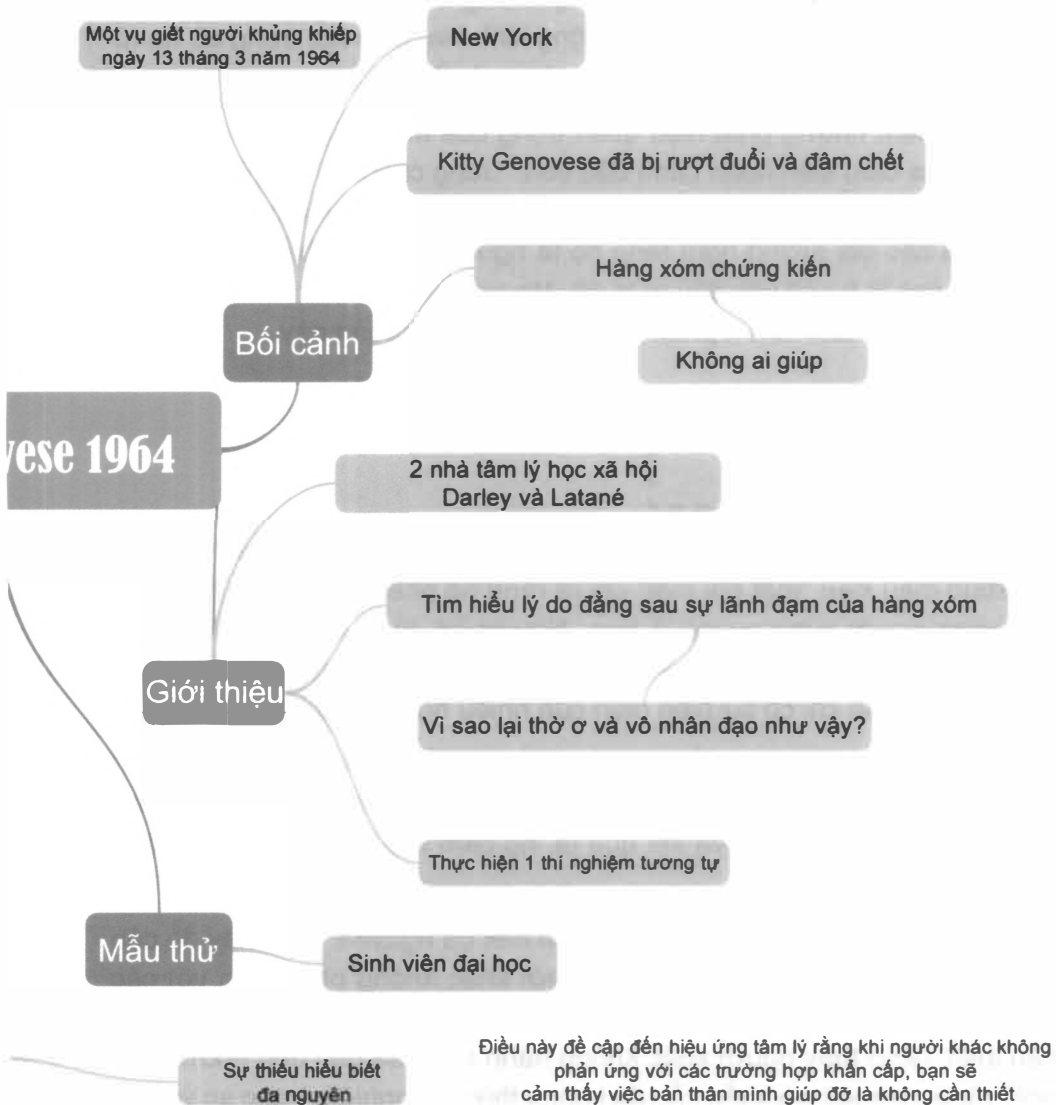 Một vụ giết người khủng khiếp
ngày 13 tháng 3 năm 1964
New York
Kitty Genovese đã bị rượt đuổi và đâm chết
Hàng xóm chứng kiến
Không ai giúp
Bối cảnh
vese 1964
2 nhà tâm lý học xã hội
Darley và Latané
Tìm hiểu lý do đằng sau sự lãnh đạm của hàng xóm
Giới thiệu
Vì sao lại thờ ơ và vô nhân đạo như vậy?
Thực hiện 1 thí nghiệm tương tự
Mẫu thử
Sinh viên đại học
Sự thiếu hiểu biết
đa nguyên
Điều này đề cập đến hiệu ứng tâm lý rằng khi người khác không
phản ứng với các trường hợp khẩn cấp, bạn sẽ
cảm thấy việc bản thân mình giúp đỡ là không cần thiết